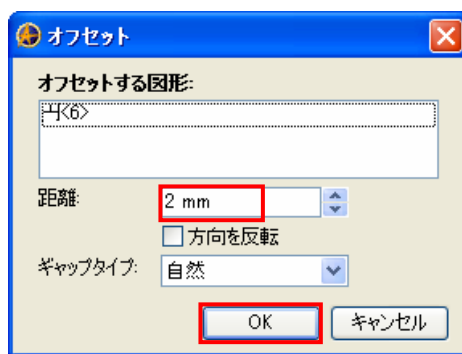 オフセット
オフセットする図形:
円<6>
距離:
2 mm
方向を反転
ギャップタイプ:
自然
OK
キャンセル